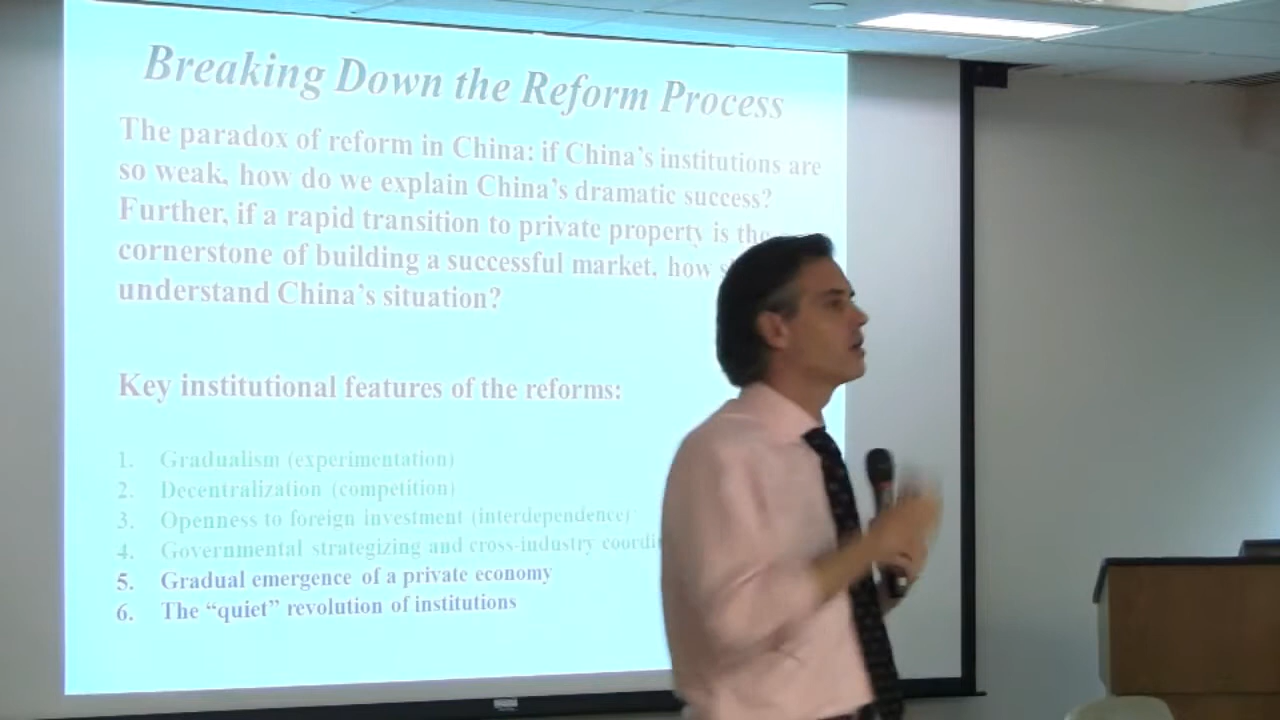 Breaking Down the Reform Process
The paradox of reform in China: if China's institutions are
so weak, how do we explain China's dramatic success?
Further, if a rapid transition to private property is the
cornerstone of building a successful market, how
understand China's situation?
Key institutional features of the reforms:
1. Gradualism (experimentation)
2. Decentralization (competition)
3. Openness to foreign investment (interdependence)
4. Governmental strategizing and cross-industry
5. Gradual emergence of a private economy
6. The “quiet” revolution of institutions